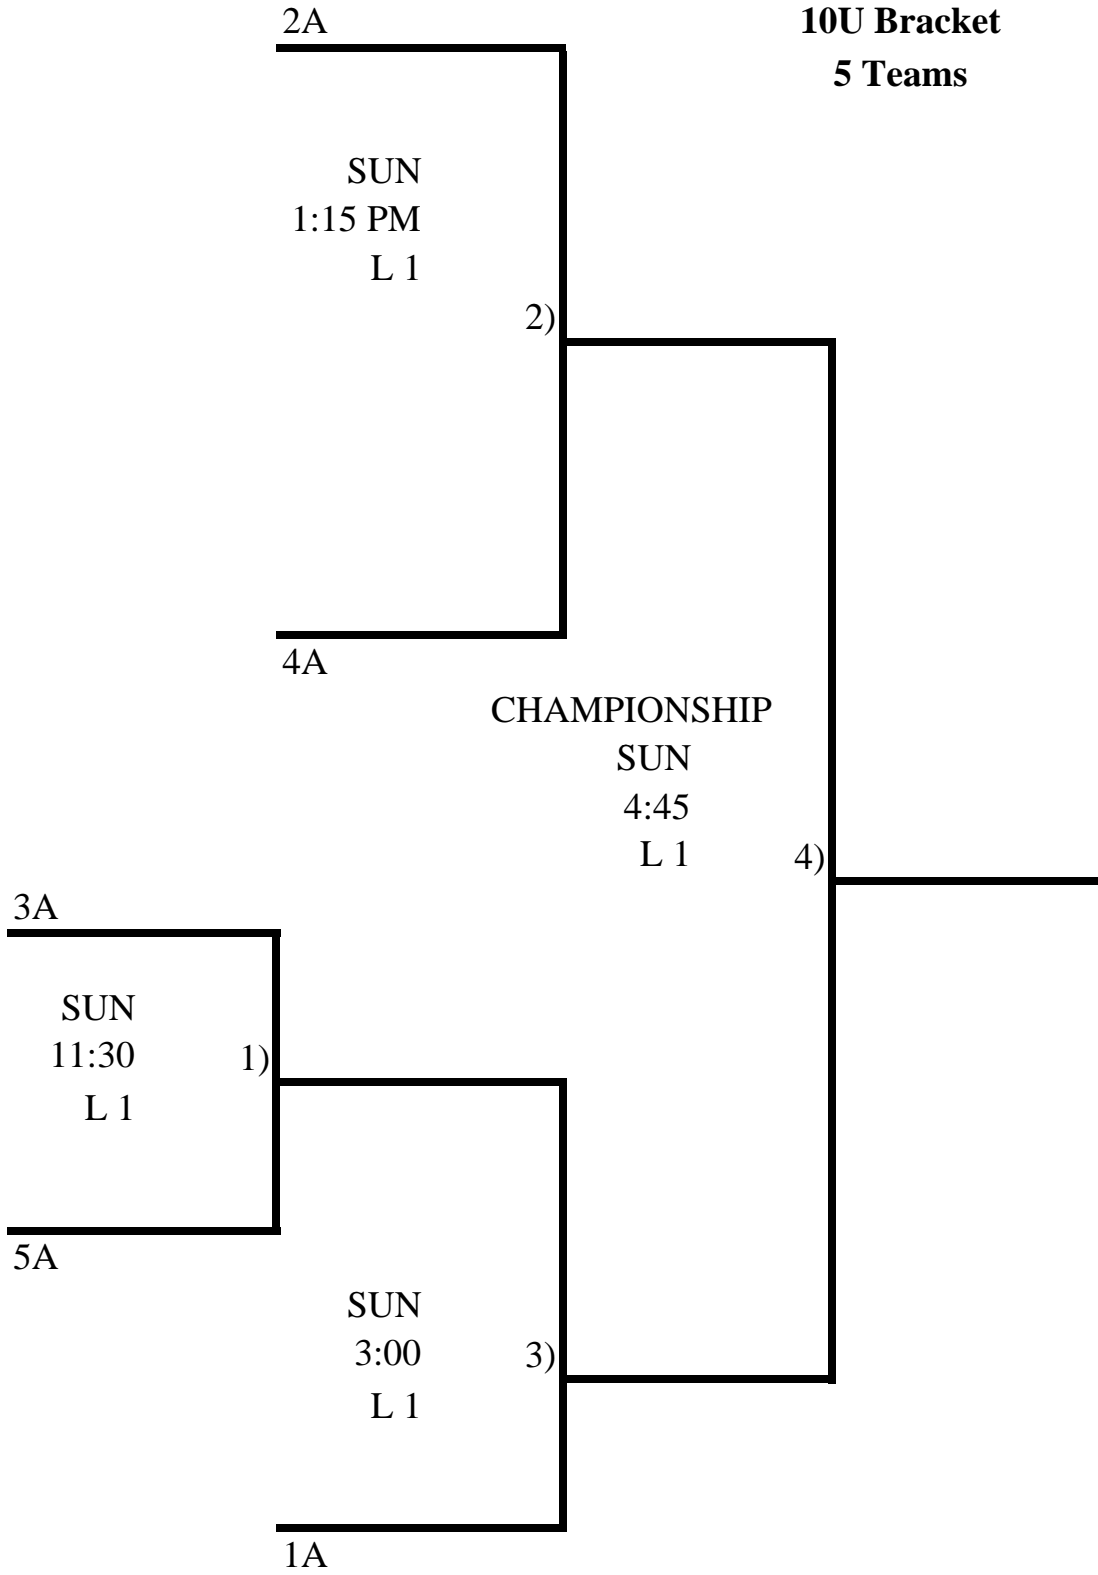 2A
10U Bracket
5 Teams
SUN
1:15 PM
L 1
2)
4A
CHAMPIONSHIP
SUN
4:45
L 1
4)
3A
SUN
11:30
L 1
1)
5A
SUN
3:00
L 1
3)
1A